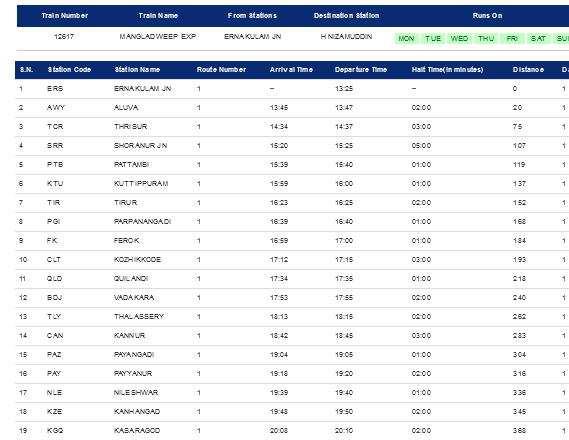 Train Number Train Name From Stations Destination Station Runs On
12617 MANGLADWEEP EXP ERNAKULAM JN H NIZAMUDDIN MON TUE WED THU FRI SAT SU
S.N. Station Code Station Name Route Number Arrival Time Departure Time Halt Time(In minutes) Distance D
1 ERS ERNAKULAM JN 1 -- 13:25 -- 0 1
2 AWY ALUVA 1 13:45 13:47 02:00 20 1
3 TCR THRISUR 1 14:34 14:37 03:00 75 1
4 SRR SHORANUR JN 1 15:20 15:25 05:00 107 1
5 PTB PATTAMBI 1 15:39 15:40 01:00 119 1
6 KTU KUTTIPPURAM 1 15:59 16:00 01:00 137 1
7 TIR TIRUR 1 16:23 16:25 02:00 152 1
8 PGI PARPANANGADI 1 16:39 16:40 01:00 168 1
9 FK FEROK 1 16:59 17:00 01:00 184 1
10 CLT KOZHIKKODE 1 17:12 17:15 03:00 193 1
11 QLD QUILANDI 1 17:34 17:35 01:00 218 1
12 BDJ VADAKARA 1 17:53 17:55 02:00 240 1
13 TLY THALASSERY 1 18:13 18:15 02:00 262 1
14 CAN KANNUR 1 18:42 18:45 03:00 283 1
15 PAZ PAYANGADI 1 19:04 19:05 01:00 304 1
16 PAY PAYYANUR 1 19:18 19:20 02:00 316 1
17 NLE NILESHWAR 1 19:39 19:40 01:00 336 1
18 KZE KANHANGAD 1 19:48 19:50 02:00 345 1
19 KGQ KASARAGOD 1 20:08 20:10 02:00 368 1